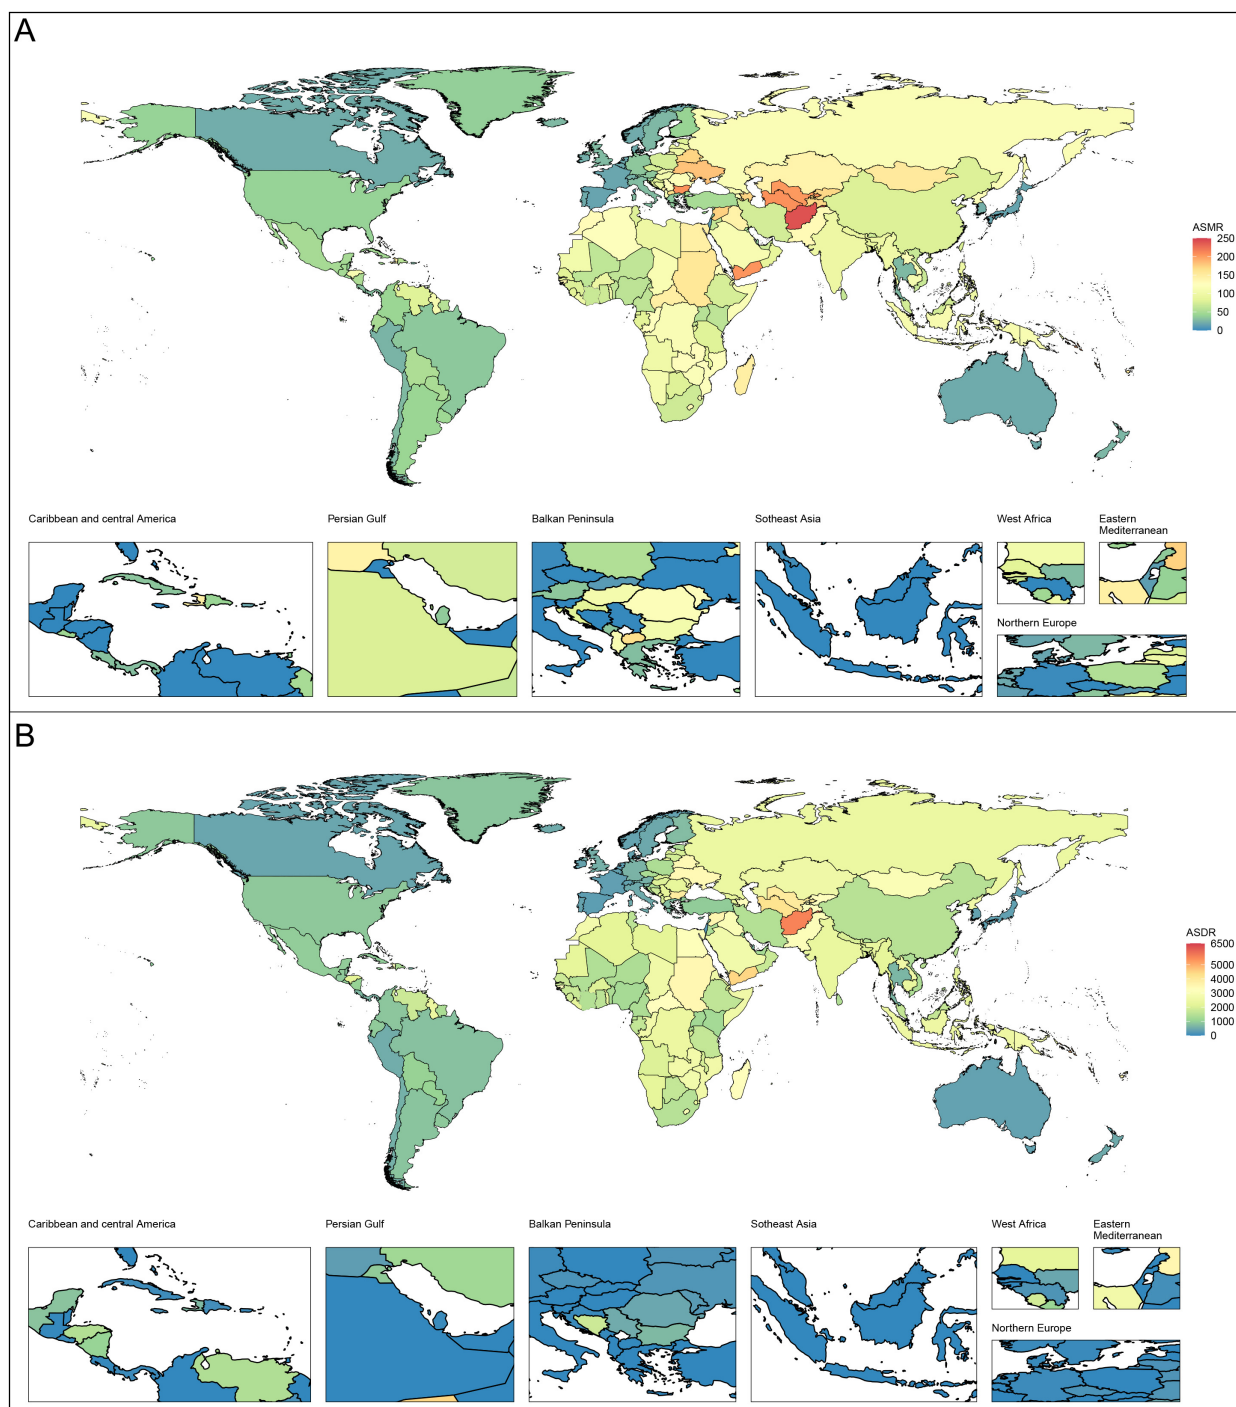 A
ASMR
250
200
150
100
50
0
Caribbean and central America
Persian Gulf
Balkan Peninsula
Sotheast Asia
West Africa
Eastern
Mediterranean
Northern Europe
B
ASDR
6500
5000
4000
3000
2000
1000
0
Caribbean and central America
Persian Gulf
Balkan Peninsula
Sotheast Asia
West Africa
Eastern
Mediterranean
Northern Europe